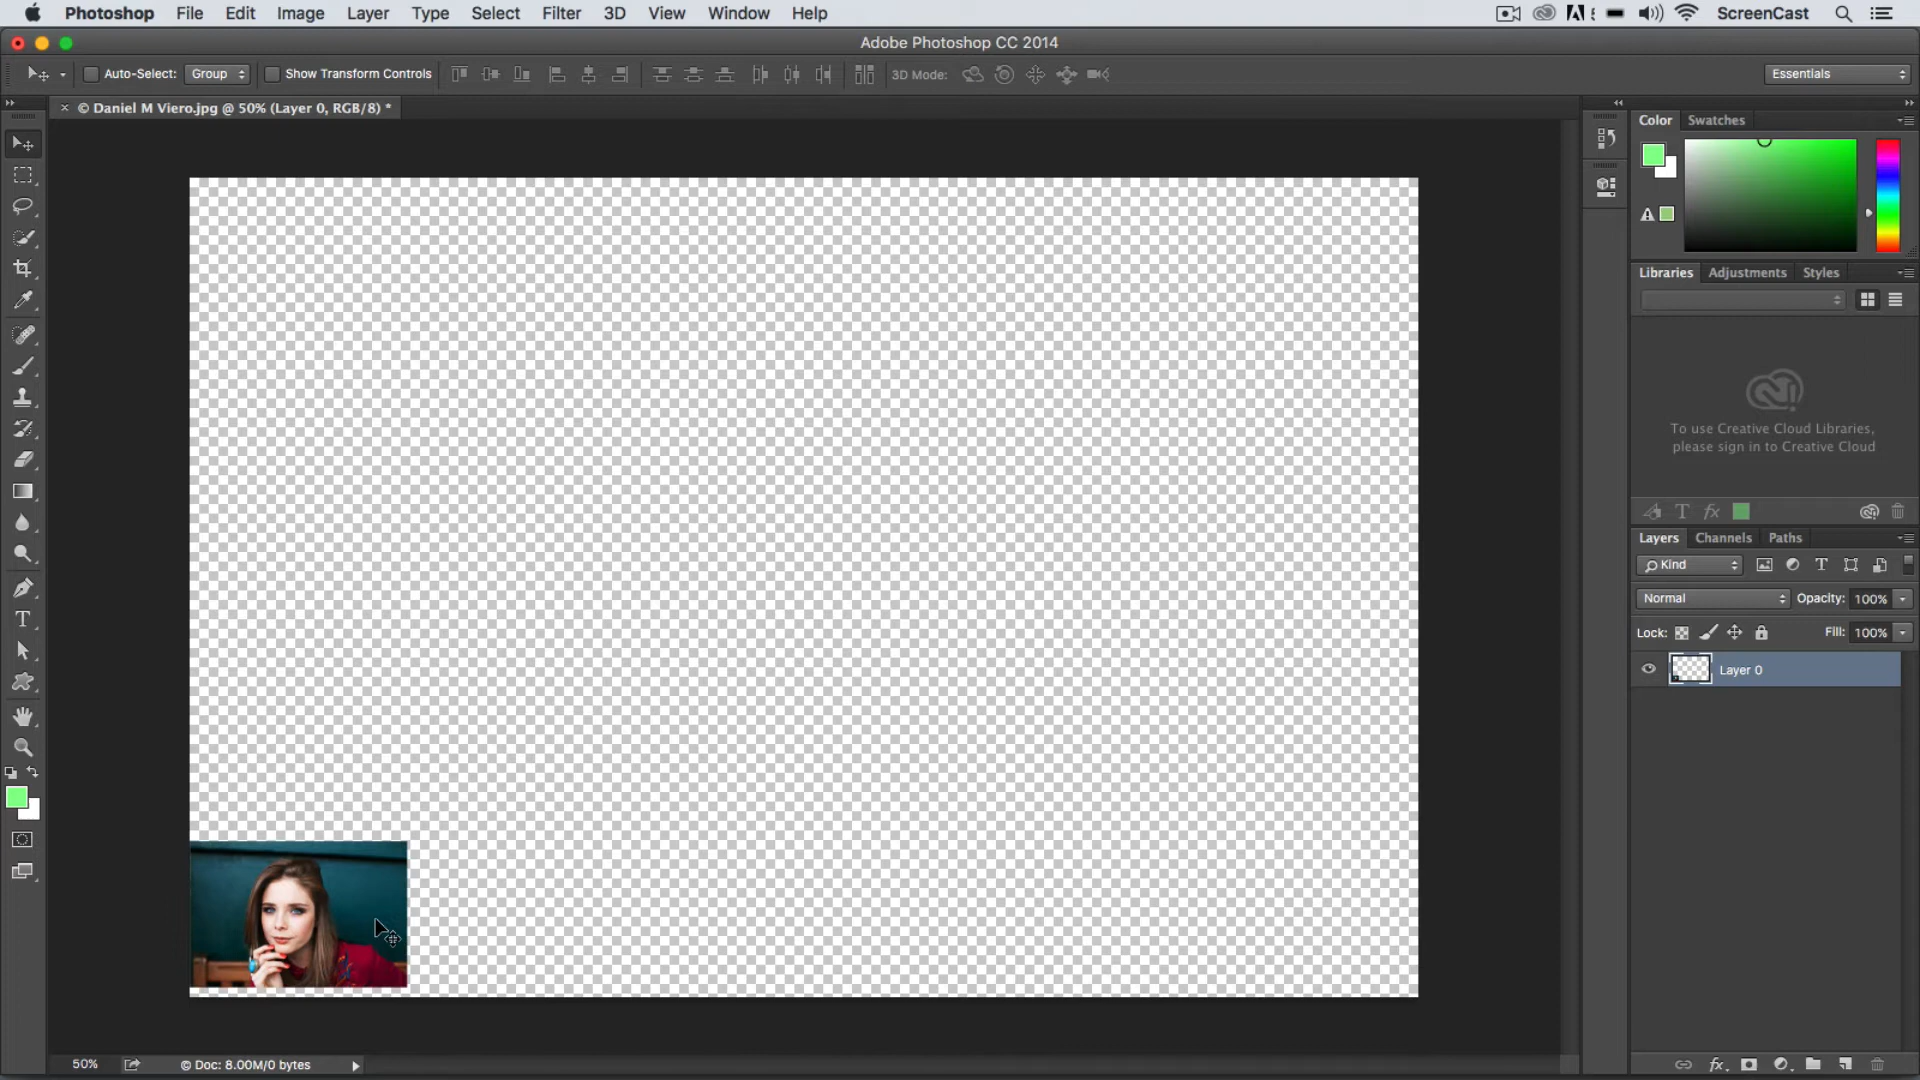 Photoshop File Edit Image Layer Type Select Filter 3D View Window Help ScreenCast
Adobe Photoshop CC 2014
Auto-Select: Group Show Transform Controls 3D Mode: Essentials
× © Daniel M Viero.jpg @ 50% (Layer 0, RGB/8) *
Color Swatches
Libraries Adjustments Styles
To use Creative Cloud Libraries,
please sign in to Creative Cloud
T fx
Layers Channels Paths
Kind T
Normal Opacity: 100%
Lock: Fill: 100%
Layer 0
50% © Doc: 8.00M/0 bytes fx